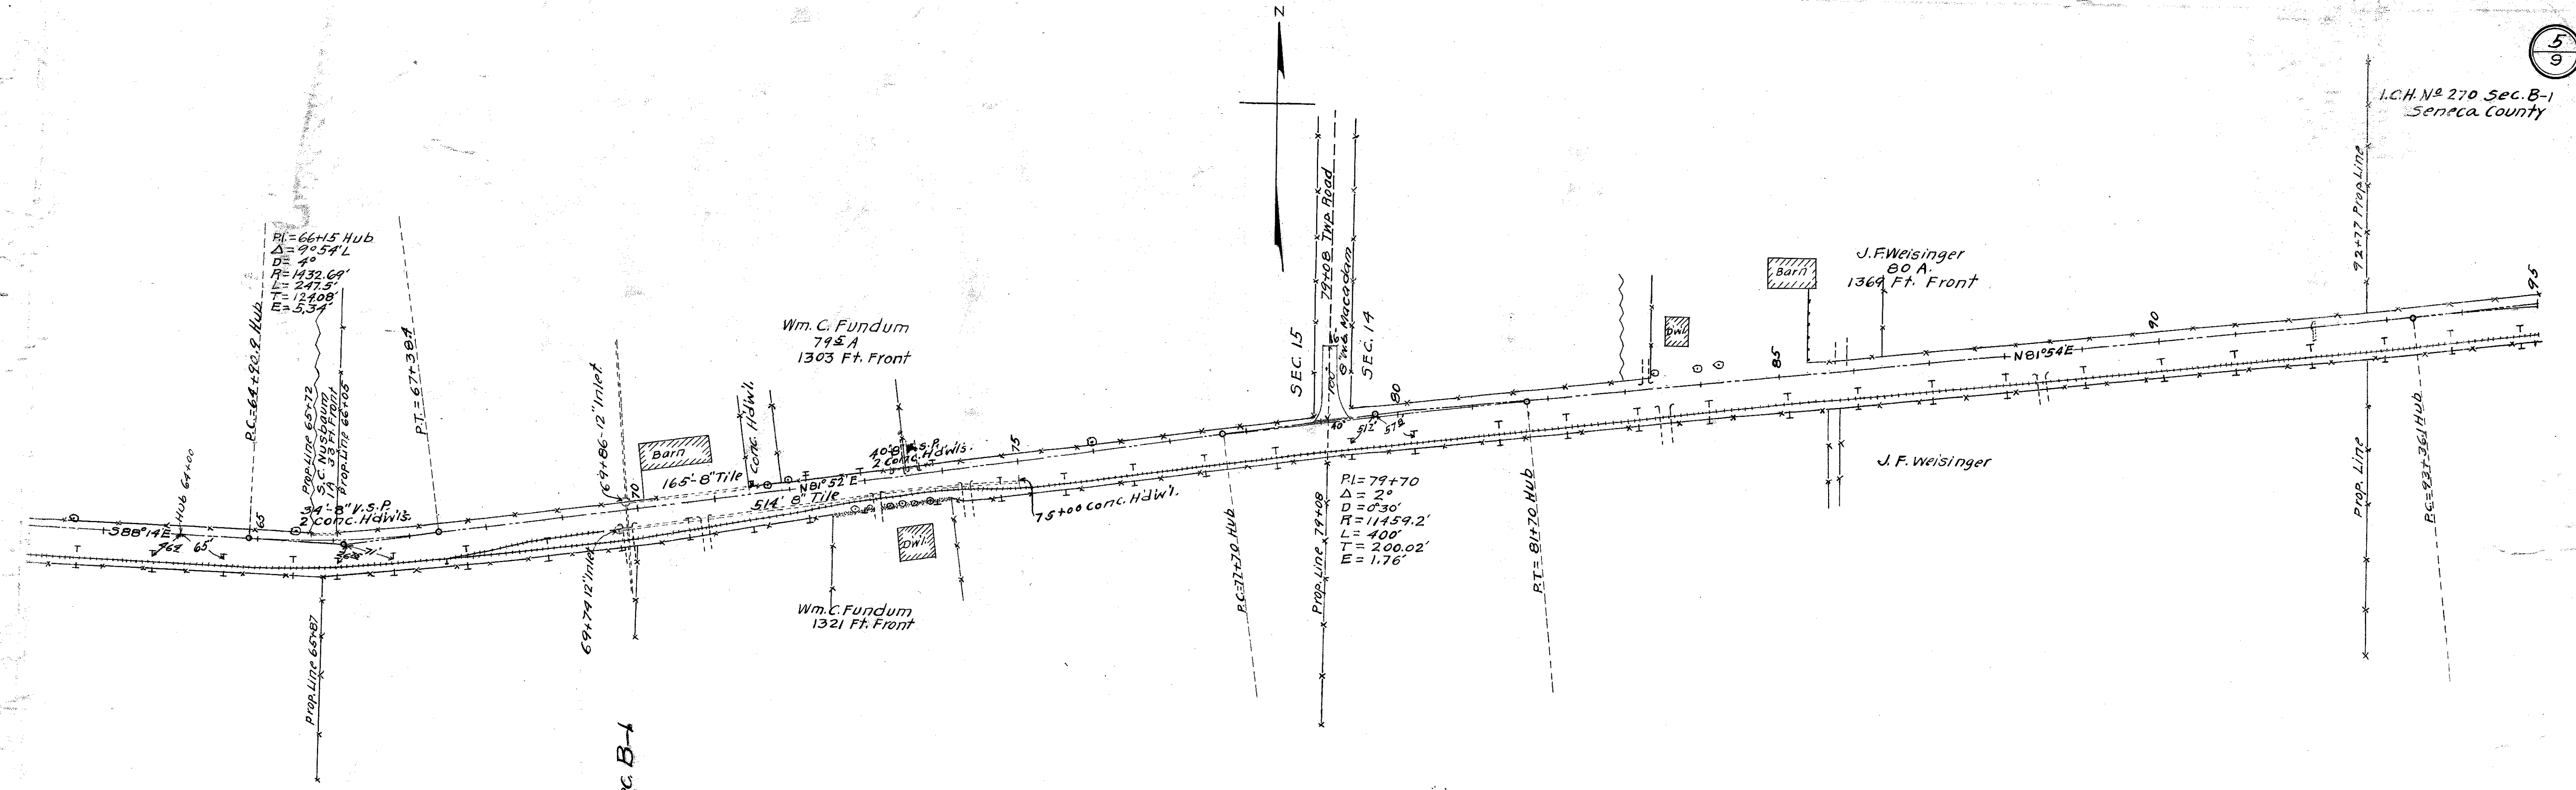 5
9
I.C.H. Nº 270 Sec. B-1
Seneca County
N
P.I.=66+15 Hub
Δ=9°54'L
D=4°
R=1432.69'
L=247.5'
T=124.08'
E=5.34'
P.C.=64+90.9 Hub
Prop. Line 65+72
S.C. Nusbaum
1A 33 Ft. Front
Prop. Line 66+05
P.T.=67+38.4
Hub 64+00
34'-8" V.S.P.
2 Conc. Hdwls.
65
S88°14'E
65'
71'
Prop. Line 65+87
69+86-12" Inlet
69+74 12" Inlet
Barn
70
165'-8" Tile
Conc. Hdwl.
N81°52'E
514' 8" Tile
Wm. C. Fundum
1303 Ft. Front
40'-8" V.S.P.
2 Conc. Hdwls.
75
75+00 Conc. Hdwl.
Dwl.
Wm. C. Fundum
1321 Ft. Front
Sec. B-1
P.C.=77+70 Hub
SEC. 15
79+08 Twp. Road
8" W.B. Macadam
100'
SEC. 14
80
40'
Prop. Line 79+08
P.I.=79+70
Δ=2°
D=0°30'
R=11459.2'
L=400'
T=200.02'
E=1.76'
P.T.=81+70 Hub
Dwl.
Barn
85
J.F. Weisinger
80 A.
1369 Ft. Front
J. F. Weisinger
N81°54'E
90
92+77 Prop. Line
Prop. Line
P.C.=93+36.1 Hub
95